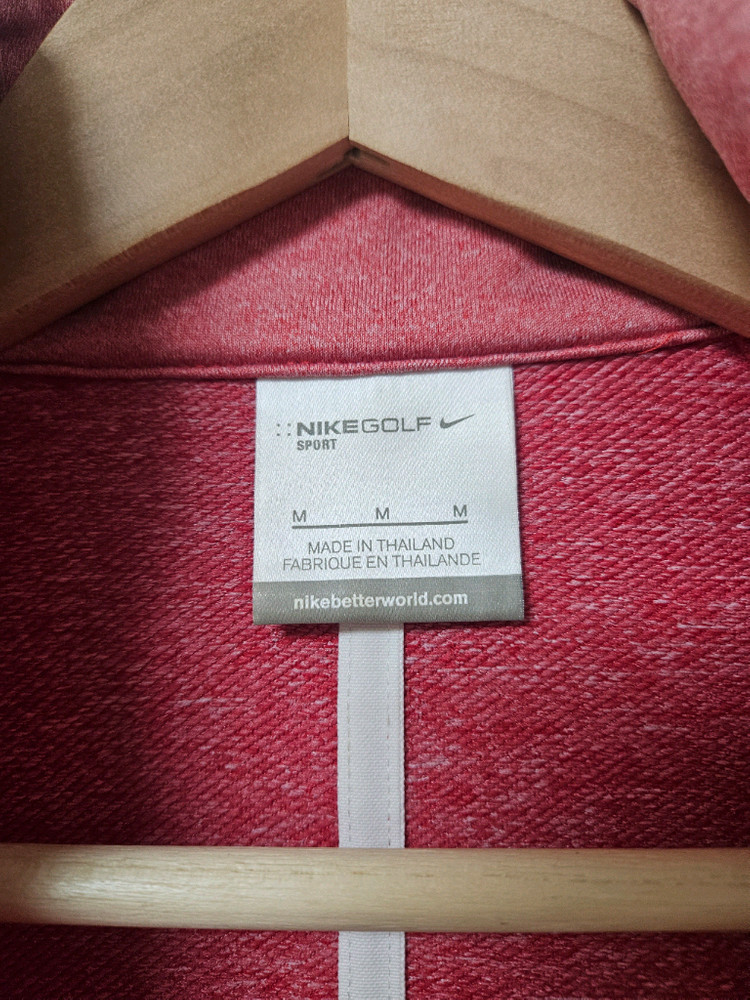 NIKEGOLF
SPORT
M M M
MADE IN THAILAND
FABRIQUE EN THAILANDE
nikebetterworld.com